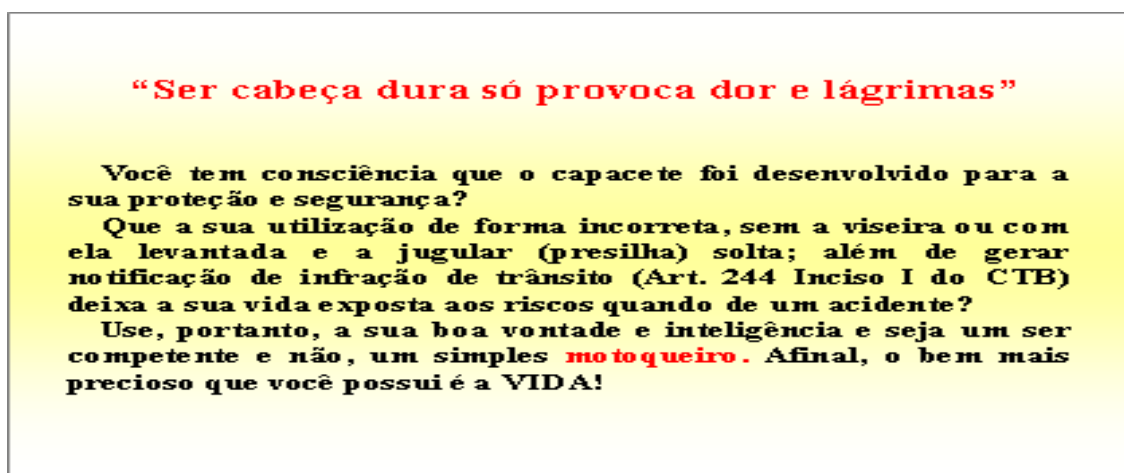 “Ser cabeça dura só provoca dor e lágrimas”
Você tem consciência que o capacete foi desenvolvido para a
sua proteção e segurança?
Que a sua utilização de forma incorreta, sem a viseira ou com
ela levantada e a jugular (presilha) solta; além de gerar
notificação de infração de trânsito (Art. 244 Inciso I do CTB)
deixa a sua vida exposta aos riscos quando de um acidente?
Use, portanto, a sua boa vontade e inteligência e seja um ser
competente e não, um simples motoqueiro. Afinal, o bem mais
precioso que você possui é a VIDA!